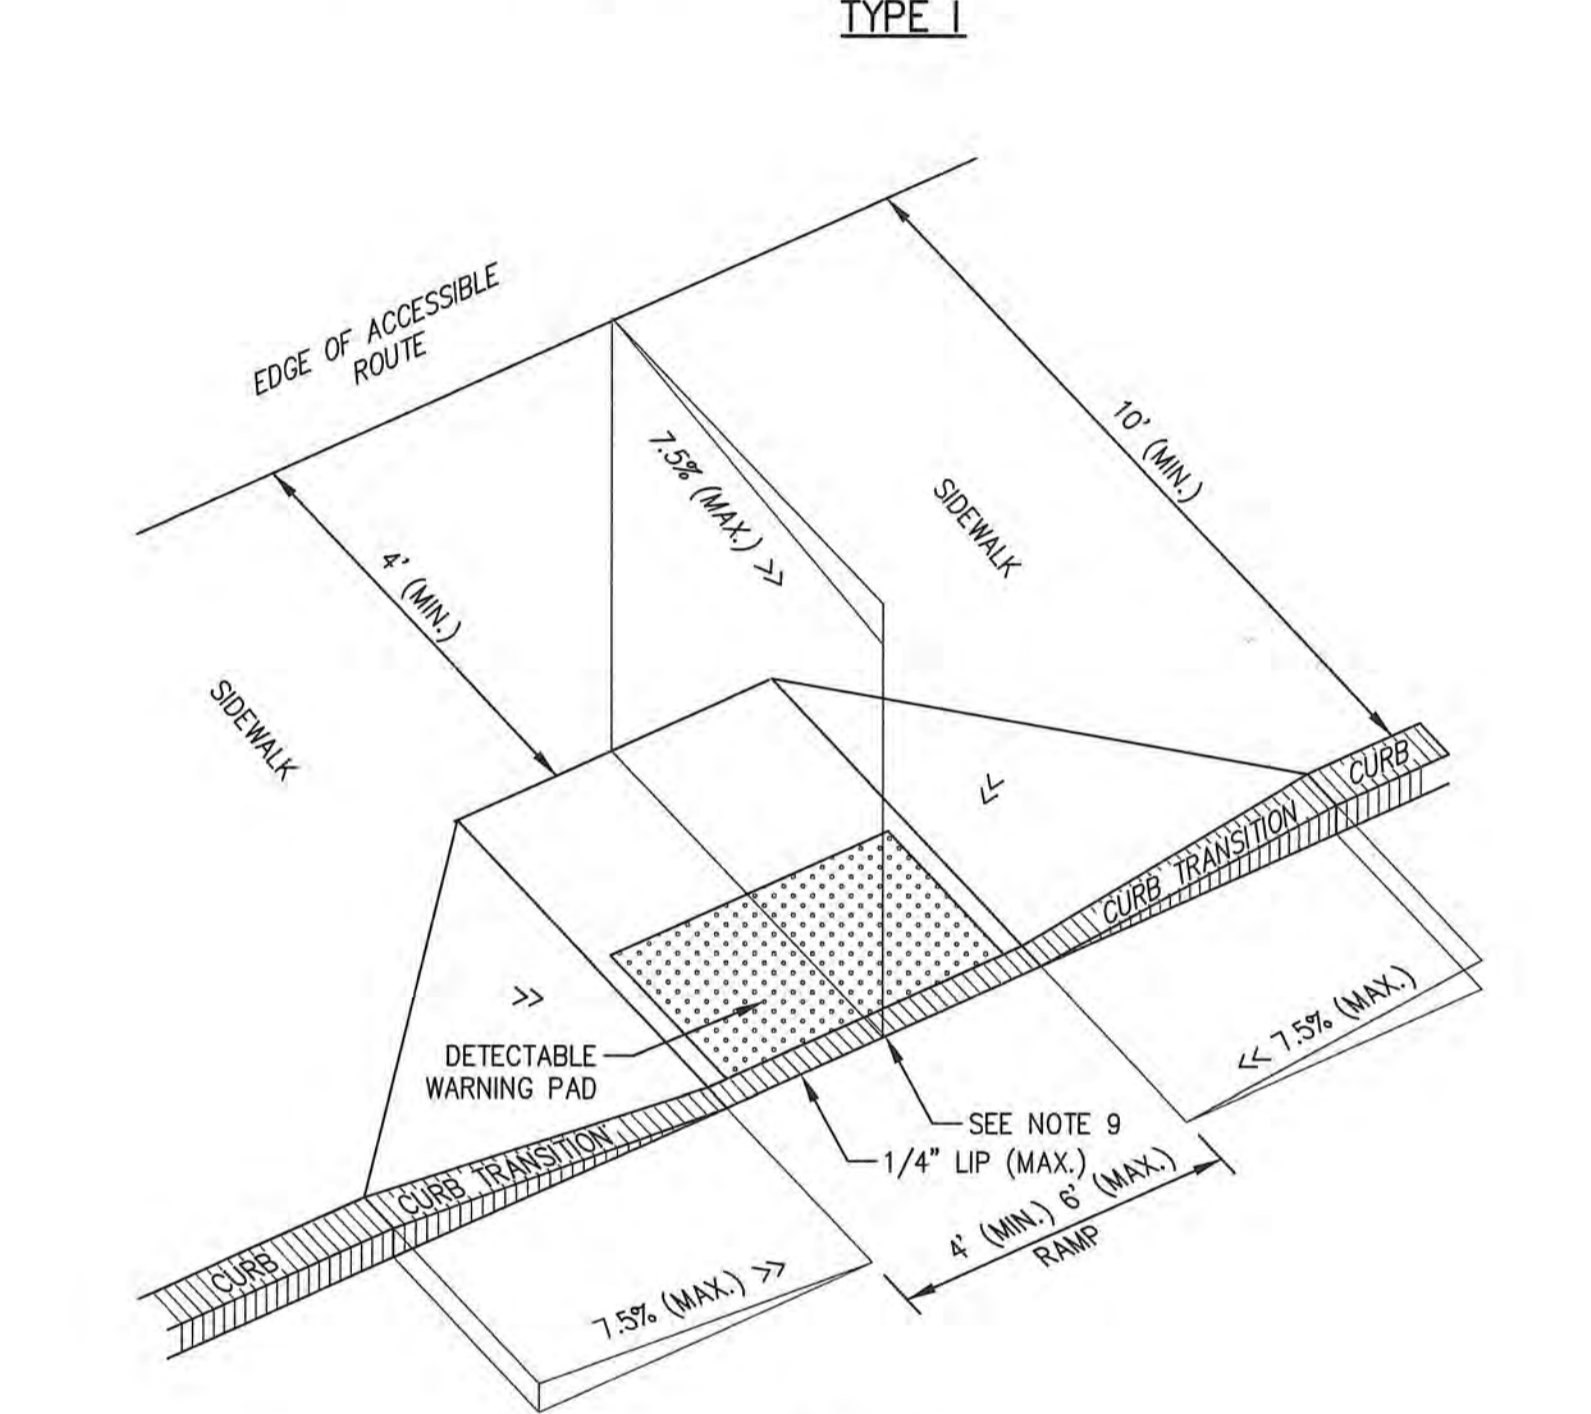 TYPE I
EDGE OF ACCESSIBLE
ROUTE
10' (MIN.)
7.5% (MAX.) >>
SIDEWALK
4' (MIN.)
SIDEWALK
<<
CURB
CURB TRANSITION
>>
DETECTABLE
WARNING PAD
<< 7.5% (MAX.)
SEE NOTE 9
1/4" LIP (MAX.)
CURB TRANSITION
4' (MIN.) 6' (MAX.)
RAMP
CURB
7.5% (MAX.) >>